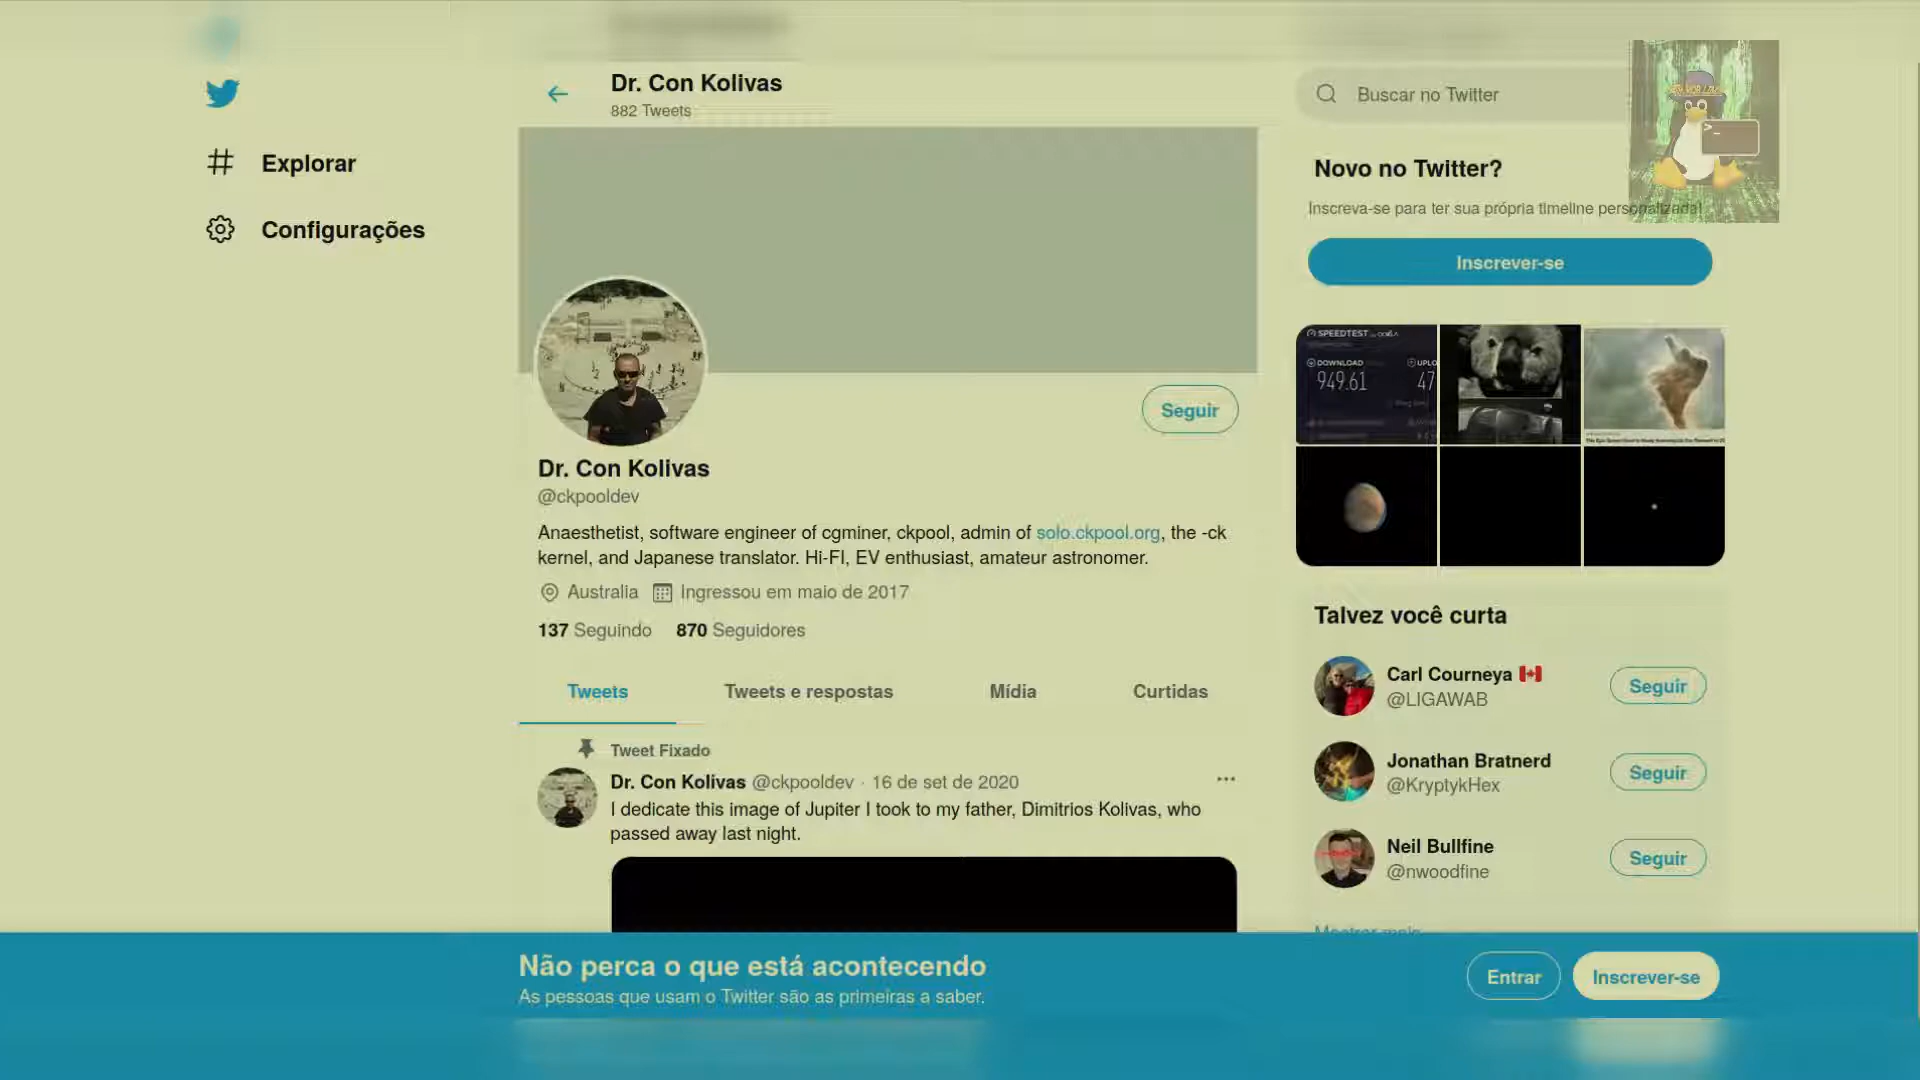 Dr. Con Kolivas
882 Tweets
Explorar
Configurações
Buscar no Twitter
Novo no Twitter?
Inscreva-se para ter sua própria timeline personalizada!
Inscrever-se
SPEEDTEST
DOWNLOAD
UPLO
949.61
47
Seguir
Dr. Con Kolivas
@ckpooldev
Anaesthetist, software engineer of cgminer, ckpool, admin of solo.ckpool.org, the -ck
kernel, and Japanese translator. Hi-FI, EV enthusiast, amateur astronomer.
Australia
Ingressou em maio de 2017
137 Seguindo 870 Seguidores
Tweets
Tweets e respostas
Mídia
Curtidas
Tweet Fixado
Dr. Con Kolivas @ckpooldev · 16 de set de 2020
I dedicate this image of Jupiter I took to my father, Dimitrios Kolivas, who
passed away last night.
Talvez você curta
Carl Courneya
@LIGAWAB
Seguir
Jonathan Bratnerd
@KryptykHex
Seguir
Neil Bullfine
@nwoodfine
Seguir
Mostrar mais
Não perca o que está acontecendo
As pessoas que usam o Twitter são as primeiras a saber.
Entrar
Inscrever-se